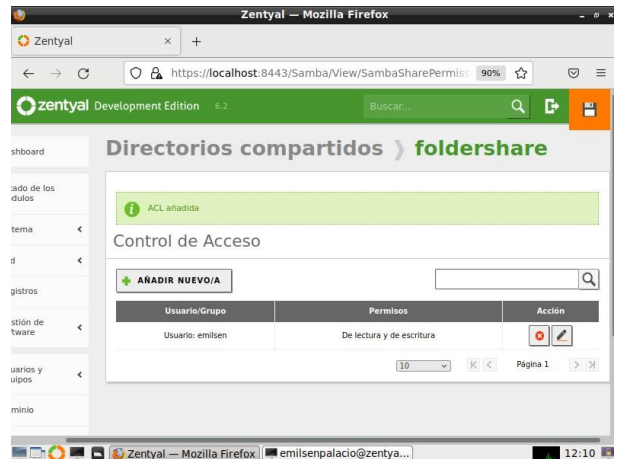 Zentyal — Mozilla Firefox
Zentyal
https://localhost:8443/Samba/View/SambaSharePermiss 90%
zentyal Development Edition 6.2 Buscar...
shboard
Directorios compartidos foldershare
ado de los
dulos
ACL añadida
tema
Control de Acceso
d
AÑADIR NUEVO/A
gistros
Usuario/Grupo Permisos Acción
stión de
tware
Usuario: emilsen De lectura y de escritura
10 Página 1
uarios y
uipos
minio
Zentyal — Mozilla Firefox emilsenpalacio@zentya... 12:10